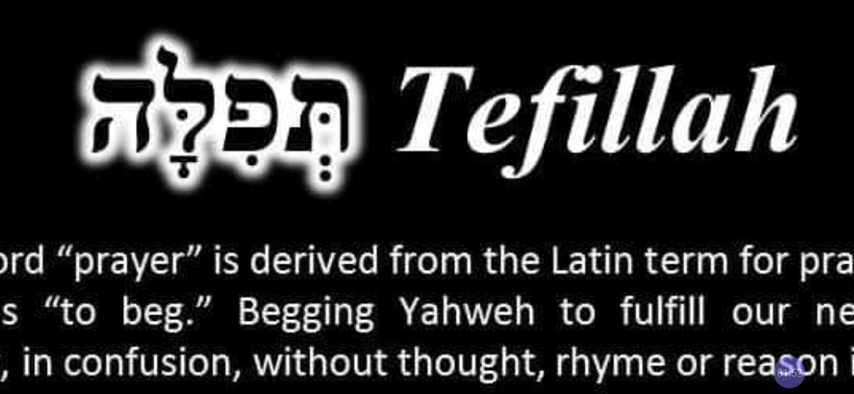 תְּפִלָּה Tefillah
ord “prayer” is derived from the Latin term for pra
s “to beg.” Begging Yahweh to fulfill our ne
, in confusion, without thought, rhyme or reason i